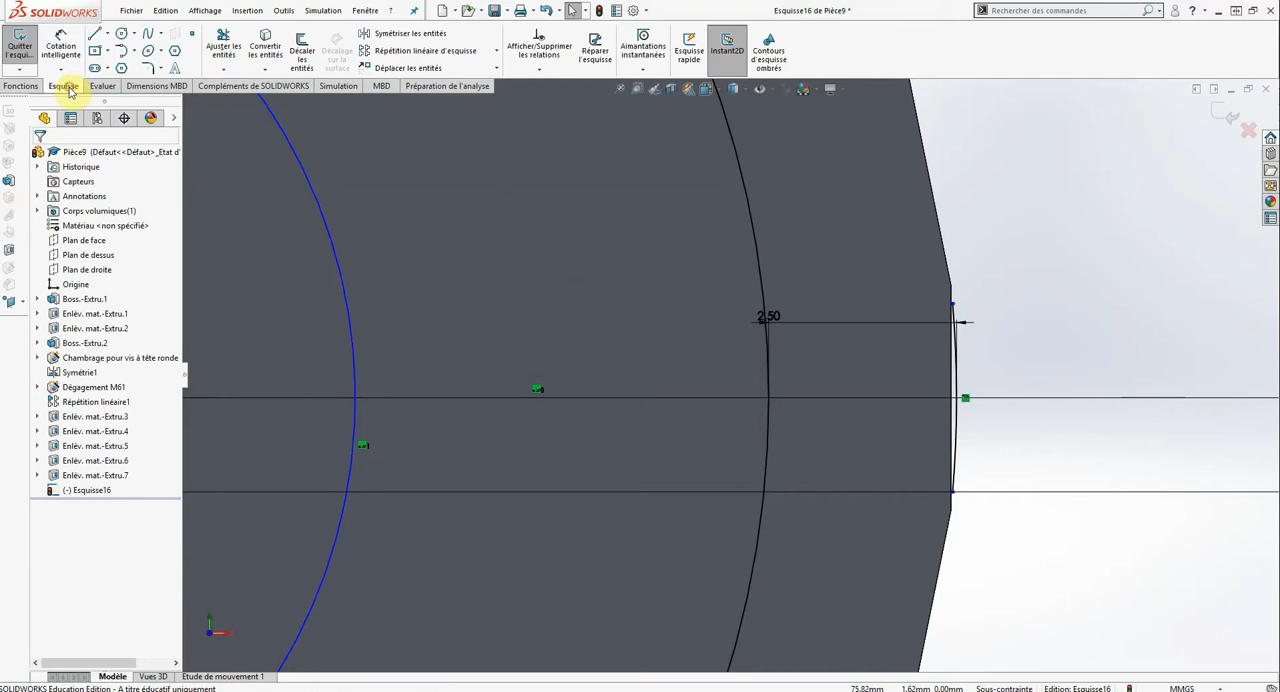 SOLIDWORKS
Fichier Edition Affichage Insertion Outils Simulation Fenêtre
Esquisse16 de Pièce9 *
Rechercher des commandes
Quitter l'esqui...
Cotation intelligente
Ajuster les entités
Convertir les entités
Décaler les entités
Décalage sur la surface
Symétriser les entités
Répétition linéaire d'esquisse
Déplacer les entités
Afficher/Supprimer les relations
Réparer l'esquisse
Aimantations instantanées
Esquisse rapide
Instant2D
Contours d'esquisse ombrés
Fonctions Esquisse Evaluer Dimensions MBD Compléments de SOLIDWORKS Simulation MBD Préparation de l'analyse
Pièce9 (Défaut<<Défaut>_Etat d'
Historique
Capteurs
Annotations
Corps volumiques(1)
Matériau <non spécifié>
Plan de face
Plan de dessus
Plan de droite
Origine
Boss.-Extru.1
Enlèv. mat.-Extru.1
Enlèv. mat.-Extru.2
Boss.-Extru.2
Chambrage pour vis à tête ronde
Symétrie1
Dégagement M61
Répétition linéaire1
Enlèv. mat.-Extru.3
Enlèv. mat.-Extru.4
Enlèv. mat.-Extru.5
Enlèv. mat.-Extru.6
Enlèv. mat.-Extru.7
(-) Esquisse16
2.50
Modèle Vues 3D Etude de mouvement 1
SOLIDWORKS Education Edition - A titre éducatif uniquement
75.82mm 1.62mm 0.00mm Sous-contrainte Edition: Esquisse16 MMGS